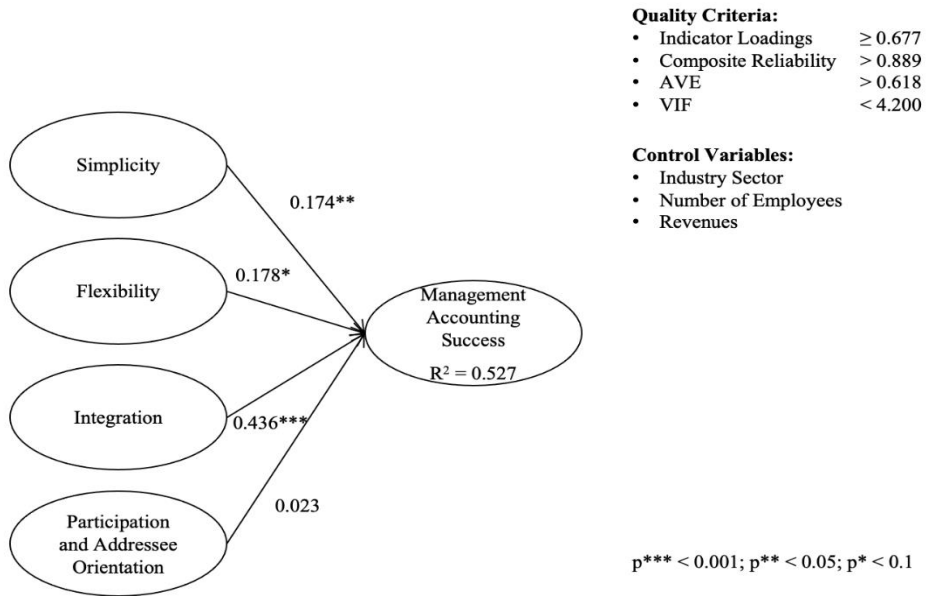 Quality Criteria:
• Indicator Loadings ≥ 0.677
• Composite Reliability > 0.889
• AVE > 0.618
• VIF < 4.200
Control Variables:
• Industry Sector
• Number of Employees
• Revenues
Simplicity
0.174**
Flexibility
0.178*
Management
Accounting
Success
R² = 0.527
Integration
0.436***
0.023
Participation
and Addressee
Orientation
p*** < 0.001; p** < 0.05; p* < 0.1